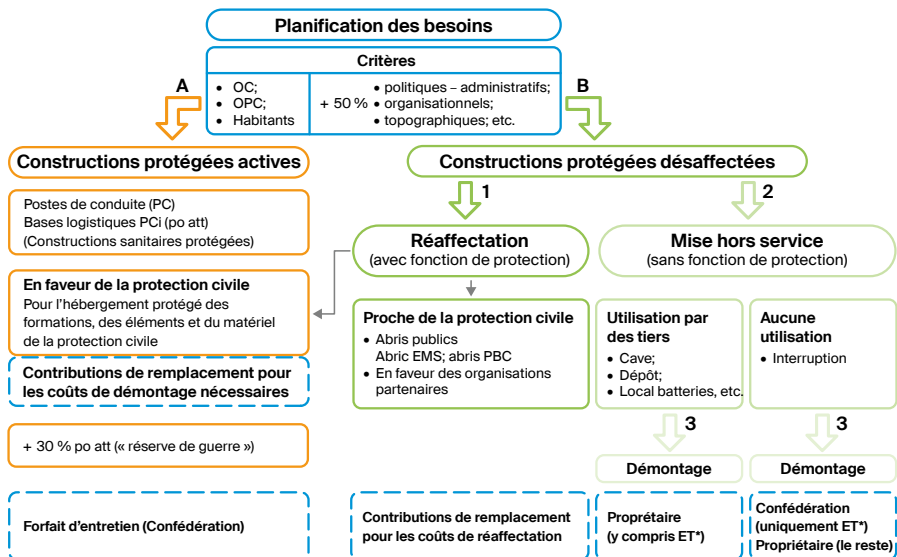 Planification des besoins
Critères
A
• OC;
• OPC;
• Habitants
+ 50 %
• politiques – administratifs;
• organisationnels;
• topographiques; etc.
B
Constructions protégées actives
Postes de conduite (PC)
Bases logistiques PCi (po att)
(Constructions sanitaires protégées)
En faveur de la protection civile
Pour l'hébergement protégé des
formations, des éléments et du matériel
de la protection civile
Contributions de remplacement pour
les coûts de démontage nécessaires
+ 30 % po att (« réserve de guerre »)
Forfait d'entretien (Confédération)
Constructions protégées désaffectées
1
2
Réaffectation
(avec fonction de protection)
Mise hors service
(sans fonction de protection)
Proche de la protection civile
• Abris publics
Abric EMS; abris PBC
• En faveur des organisations
partenaires
Utilisation par
des tiers
• Cave;
• Dépôt;
• Local batteries, etc.
Aucune
utilisation
• Interruption
3
3
Démontage
Démontage
Contributions de remplacement
pour les coûts de réaffectation
Proprétaire
(y compris ET*)
Confédération
(uniquement ET*)
Propriétaire (le reste)